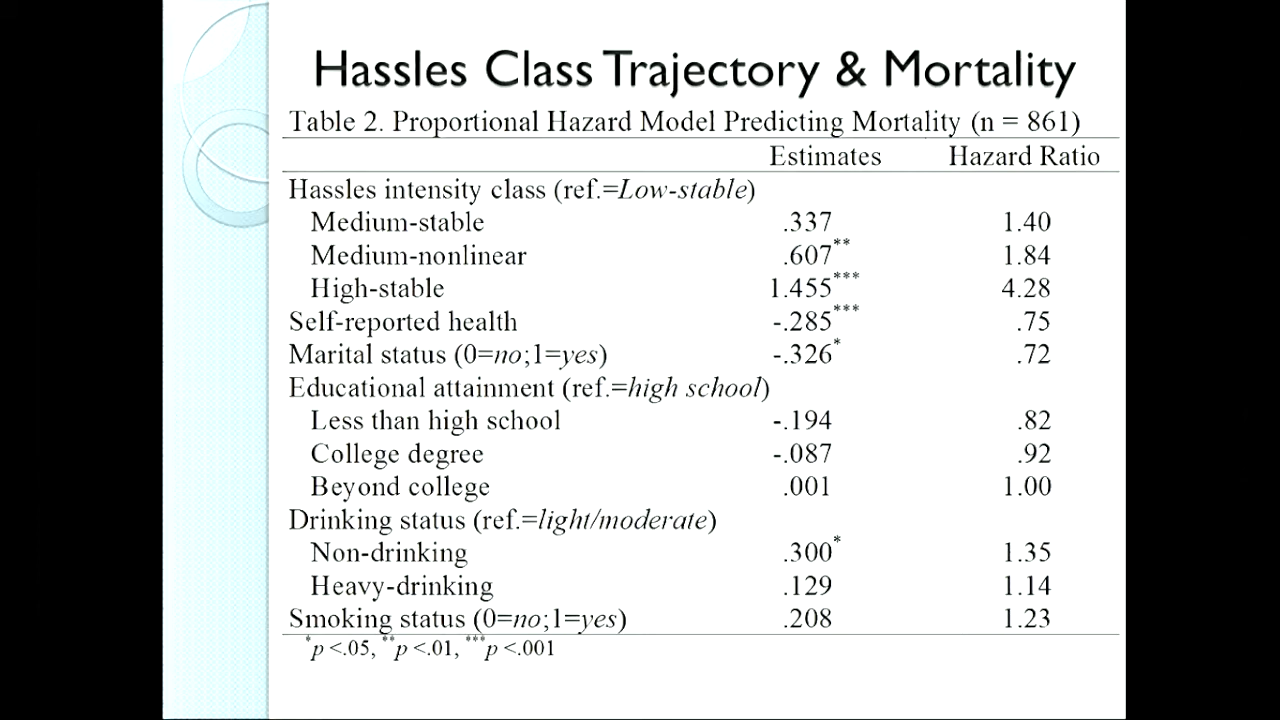 Hassles Class Trajectory & Mortality
Table 2. Proportional Hazard Model Predicting Mortality (n = 861)
Estimates Hazard Ratio
Hassles intensity class (ref.=Low-stable)
Medium-stable .337 1.40
Medium-nonlinear .607** 1.84
High-stable 1.455*** 4.28
Self-reported health -.285*** .75
Marital status (0=no;1=yes) -.326* .72
Educational attainment (ref.=high school)
Less than high school -.194 .82
College degree -.087 .92
Beyond college .001 1.00
Drinking status (ref.=light/moderate)
Non-drinking .300* 1.35
Heavy-drinking .129 1.14
Smoking status (0=no;1=yes) .208 1.23
*p <.05, **p <.01, ***p <.001